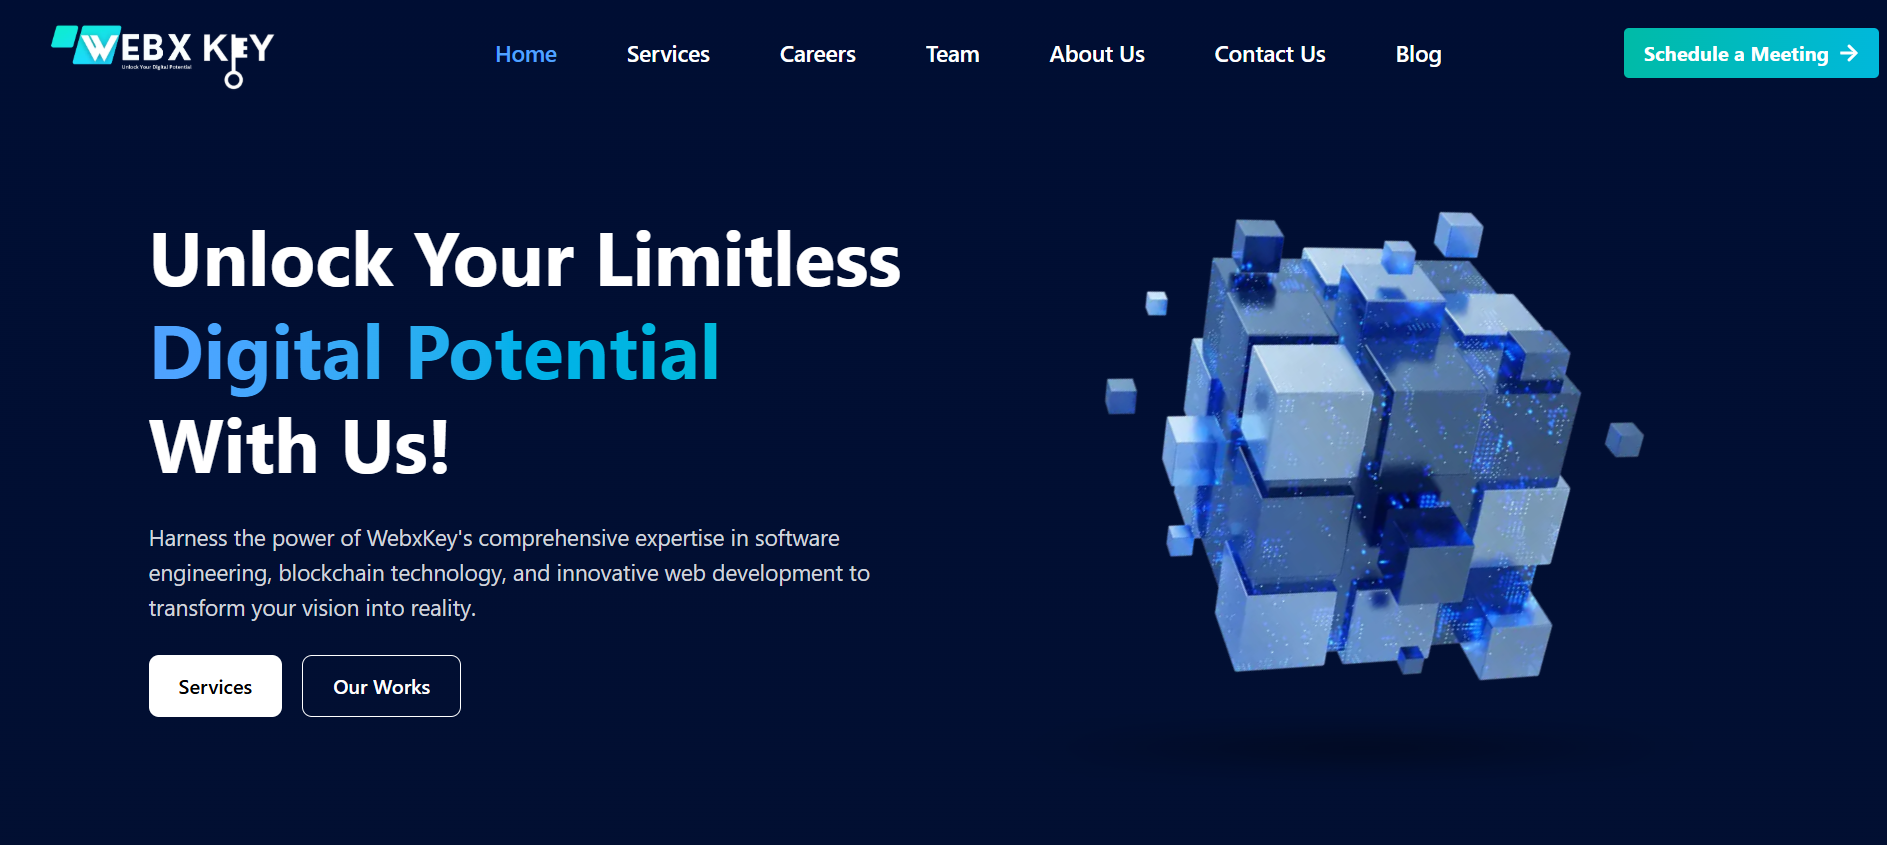 WEBX KEY
Unlock Your Digital Potential
Home
Services
Careers
Team
About Us
Contact Us
Blog
Schedule a Meeting
Unlock Your Limitless
Digital Potential
With Us!
Harness the power of WebxKey's comprehensive expertise in software
engineering, blockchain technology, and innovative web development to
transform your vision into reality.
Services
Our Works